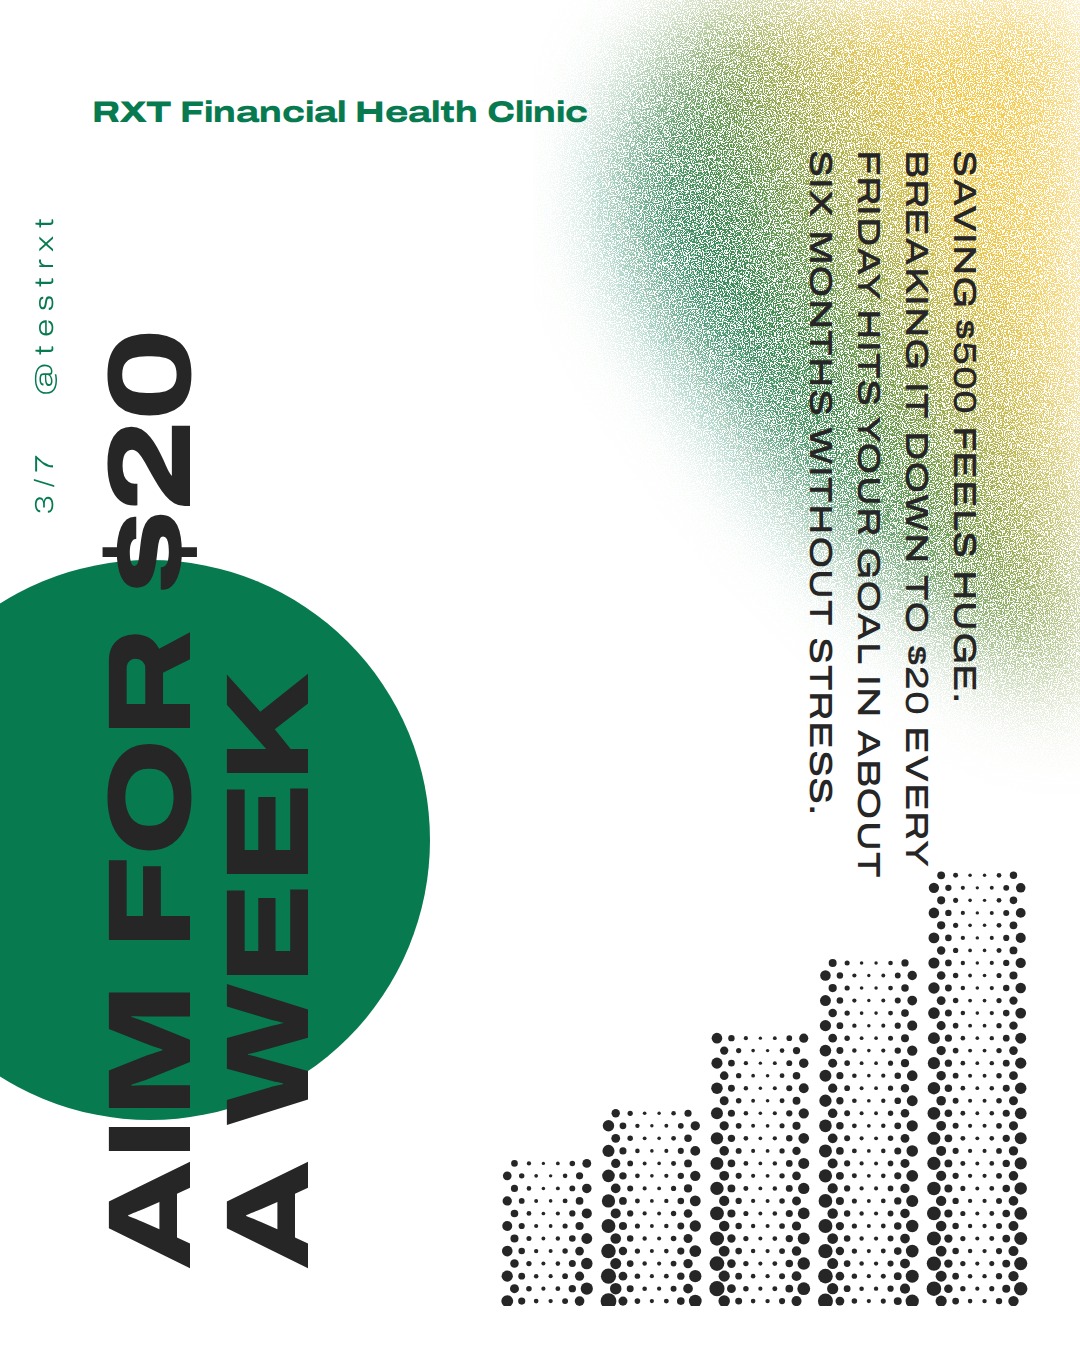 RXT Financial Health Clinic
3/7 @testrxt
AIM FOR $20
A WEEK
SAVING $500 FEELS HUGE.
BREAKING IT DOWN TO $20 EVERY
FRIDAY HITS YOUR GOAL IN ABOUT
SIX MONTHS WITHOUT STRESS.